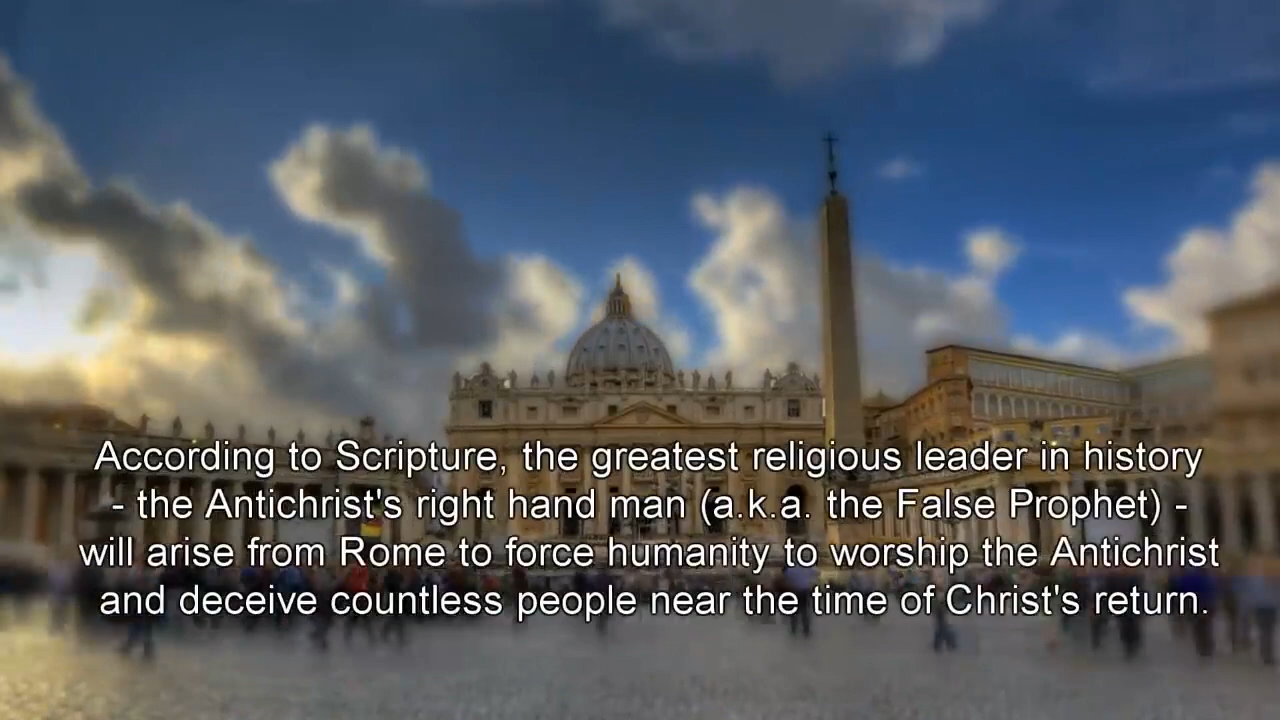 According to Scripture, the greatest religious leader in history
- the Antichrist's right hand man (a.k.a. the False Prophet) -
will arise from Rome to force humanity to worship the Antichrist
and deceive countless people near the time of Christ's return.